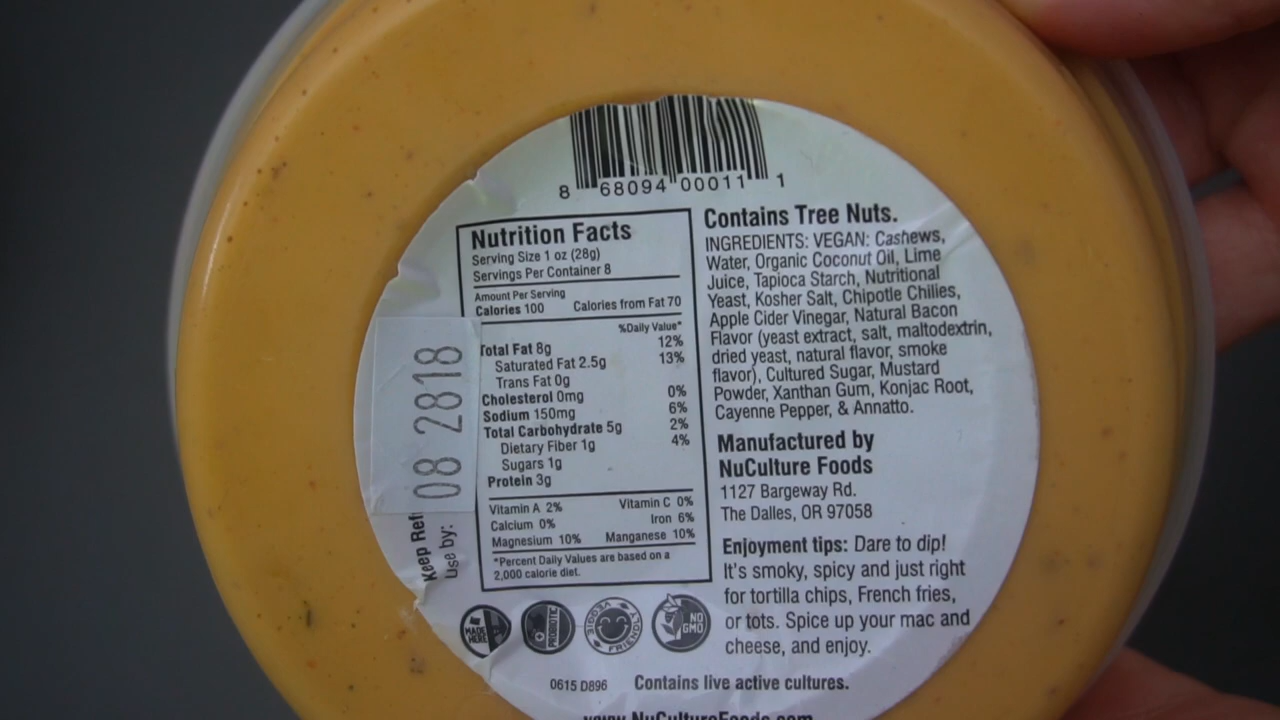 8 68094 00011 1
Nutrition Facts
Serving Size 1 oz (28g)
Servings Per Container 8
Amount Per Serving
Calories 100 Calories from Fat 70
%Daily Value*
Total Fat 8g 12%
Saturated Fat 2.5g 13%
Trans Fat 0g
Cholesterol 0mg 0%
Sodium 150mg 6%
Total Carbohydrate 5g 2%
Dietary Fiber 1g 4%
Sugars 1g
Protein 3g
Vitamin A 2% Vitamin C 0%
Calcium 0% Iron 6%
Magnesium 10% Manganese 10%
*Percent Daily Values are based on a
2,000 calorie diet.
Contains Tree Nuts.
INGREDIENTS: VEGAN: Cashews,
Water, Organic Coconut Oil, Lime
Juice, Tapioca Starch, Nutritional
Yeast, Kosher Salt, Chipotle Chilies,
Apple Cider Vinegar, Natural Bacon
Flavor (yeast extract, salt, maltodextrin,
dried yeast, natural flavor, smoke
flavor), Cultured Sugar, Mustard
Powder, Xanthan Gum, Konjac Root,
Cayenne Pepper, & Annatto.
Manufactured by
NuCulture Foods
1127 Bargeway Rd.
The Dalles, OR 97058
Enjoyment tips: Dare to dip!
It's smoky, spicy and just right
for tortilla chips, French fries,
or tots. Spice up your mac and
cheese, and enjoy.
Keep
Use by: 08 2818
MADE HERE
PROBIOTIC
VEGGIE FRIENDLY
NO GMO
0615 D896 Contains live active cultures.
www.NuCultureFoods.com